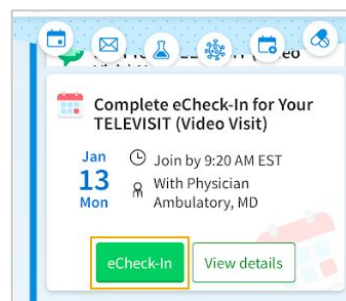 Complete eCheck-In for Your
TELEVISIT (Video Visit)
Jan
13
Mon
Join by 9:20 AM EST
With Physician
Ambulatory, MD
eCheck-In
View details